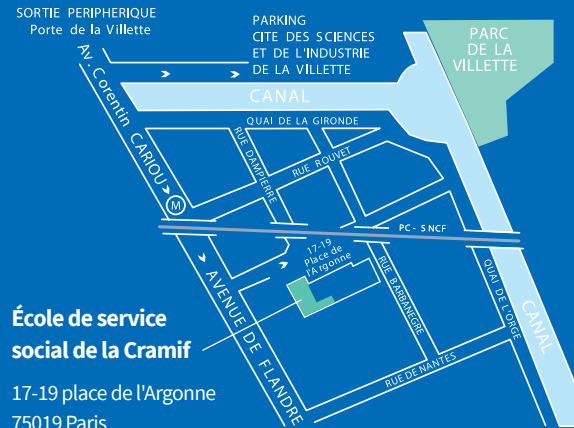 SORTIE PERIPHERIQUE
Porte de la Villette
PARKING
CITE DES SCIENCES
ET DE L'INDUSTRIE
DE LA VILLETTE
PARC
DE LA
VILLETTE
Av. Corentin CARIOU
CANAL
QUAI DE LA GIRONDE
RUE DAMPIERRE
RUE ROUVET
M
PC - SNCF
17-19
Place de
l'Argonne
RUE BARBANEGRE
QUAI DE L'ORGE
CANAL
AVENUE DE FLANDRE
RUE DE NANTES
École de service
social de la Cramif
17-19 place de l'Argonne
75019 Paris